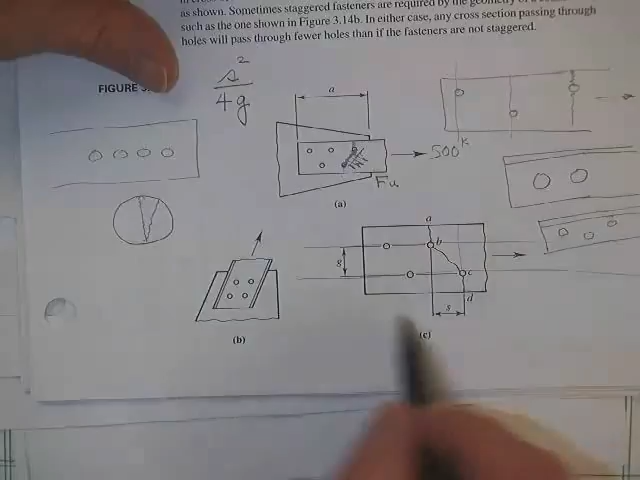 as shown. Sometimes staggered fasteners are required by the geometry of a
such as the one shown in Figure 3.14b. In either case, any cross section passing through
holes will pass through fewer holes than if the fasteners are not staggered.
FIGURE 3.
s²
4g
a
500ᵏ
Fu
(a)
a
b
g
c
d
s
(b)
(c)